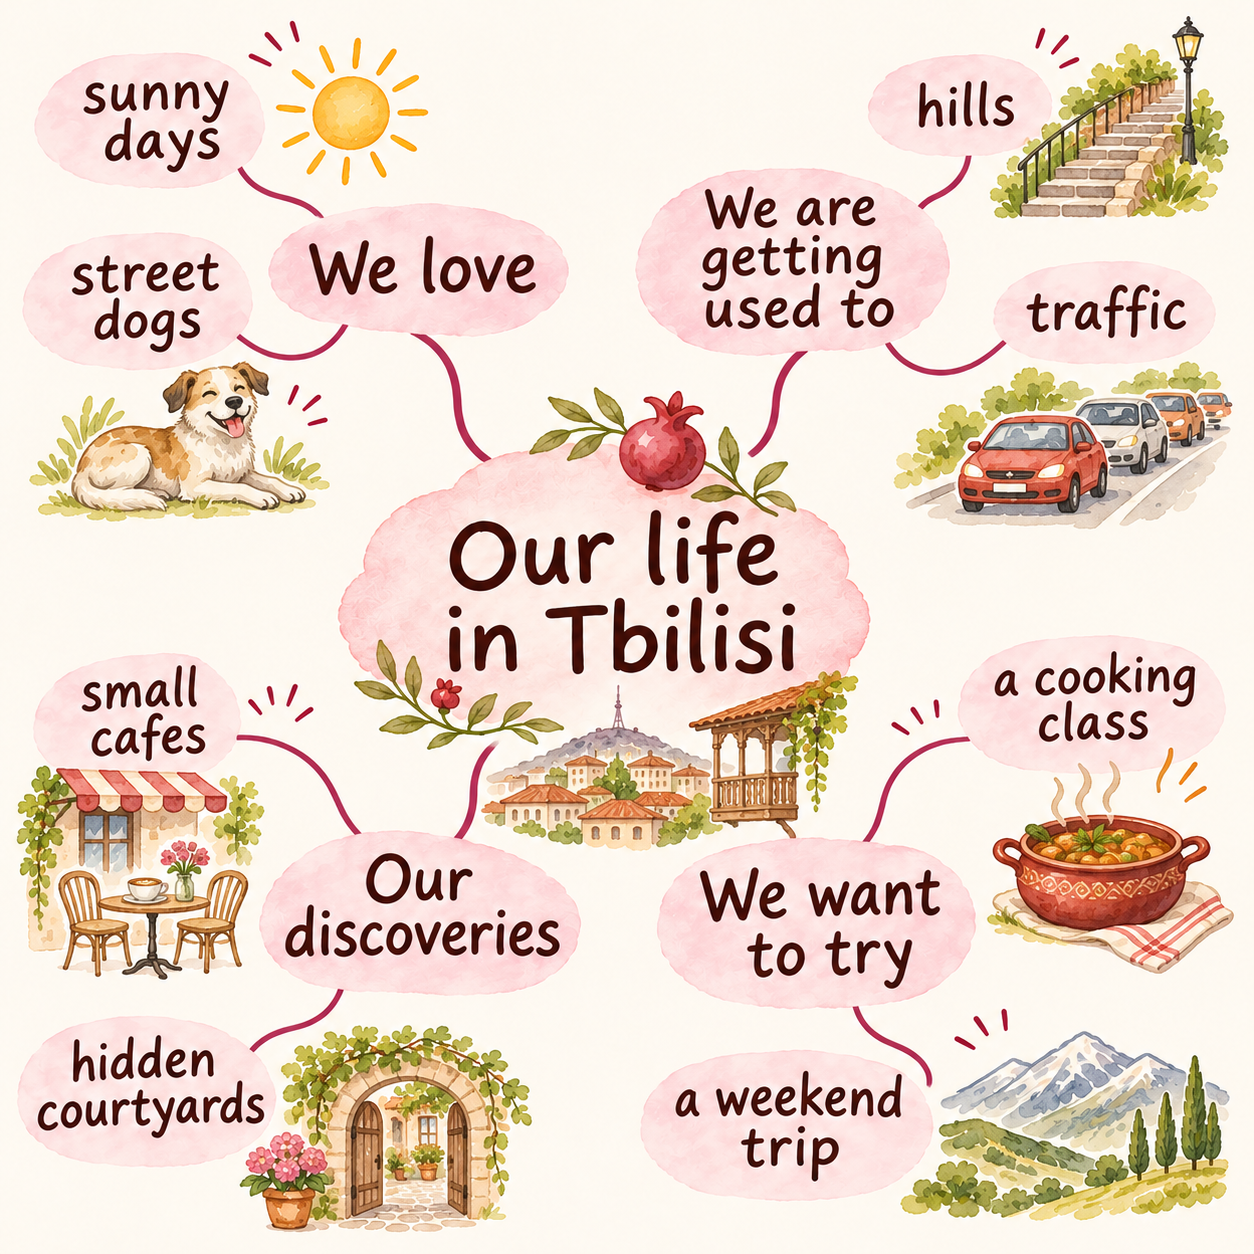 sunny
days
street
dogs
We love
hills
We are
getting
used to
traffic
Our life
in Tbilisi
small
cafes
Our
discoveries
hidden
courtyards
a cooking
class
We want
to try
a weekend
trip